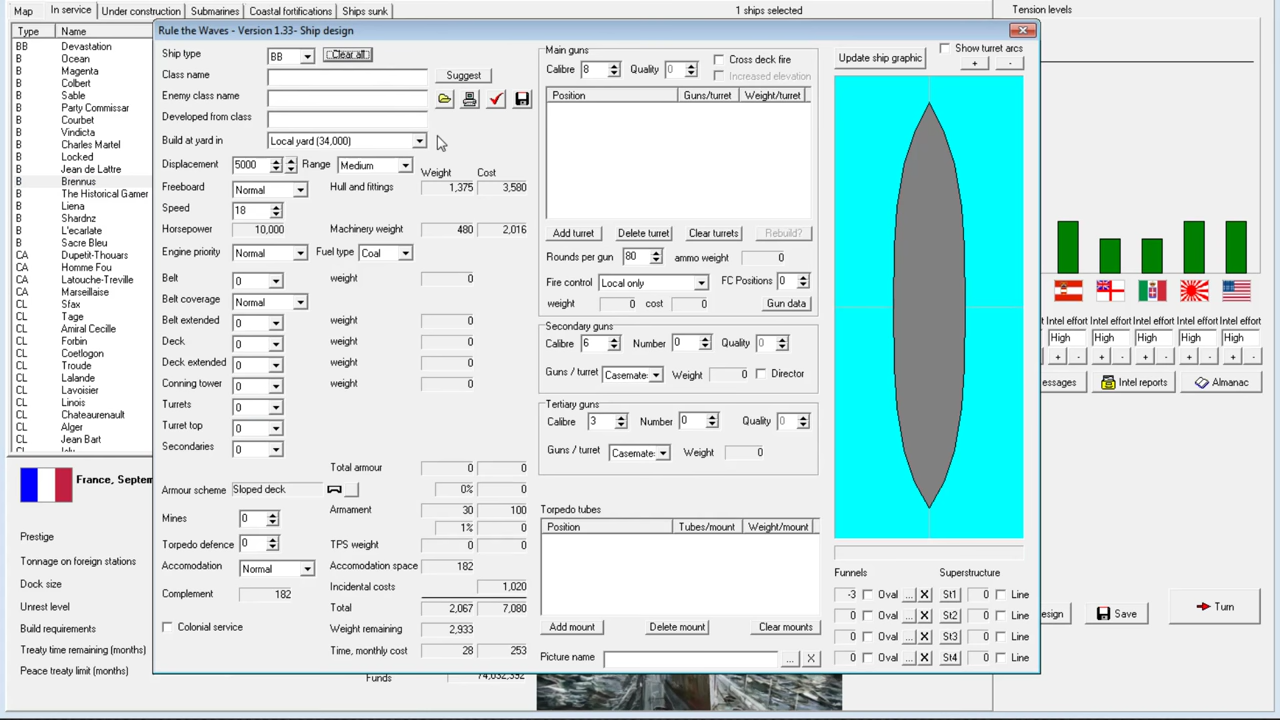 Map In service Under construction Submarines Coastal fortifications Ships sunk 1 ships selected Tension levels
Type Name
BB Devastation
B Ocean
B Magenta
B Colbert
B Sable
B Party Commissar
B Courbet
B Vindicta
B Charles Martel
B Locked
B Jean de Lattre
B Brennus
B The Historical Gamer
B Liena
B Shardnz
B L'ecarlate
B Sacre Bleu
CA Dupetit-Thouars
CA Homme Fou
CA Latouche-Treville
CA Marseillaise
CL Sfax
CL Tage
CL Amiral Cecille
CL Forbin
CL Coetlogon
CL Troude
CL Lalande
CL Lavoisier
CL Linois
CL Chateaurenault
CL Alger
CL Jean Bart
CL Isly
France, Septem
Prestige
Tonnage on foreign stations
Dock size
Unrest level
Build requirements
Treaty time remaining (months)
Peace treaty limit (months)
Rule the Waves - Version 1.33- Ship design
Ship type BB Clear all
Class name Suggest
Enemy class name
Developed from class
Build at yard in Local yard (34,000)
Displacement 5000 Range Medium
Weight Cost
Freeboard Normal Hull and fittings 1,375 3,580
Speed 18
Horsepower 10,000 Machinery weight 480 2,016
Engine priority Normal Fuel type Coal
Belt 0 weight 0
Belt coverage Normal
Belt extended 0 weight 0
Deck 0 weight 0
Deck extended 0 weight 0
Conning tower 0 weight 0
Turrets 0
Turret top 0
Secondaries 0
Total armour 0 0
Armour scheme Sloped deck 0% 0
Mines 0 Armament 30 100
1% 0
Torpedo defence 0 TPS weight 0 0
Accomodation Normal Accomodation space 182
Complement 182 Incidental costs 1,020
Total 2,067 7,080
Colonial service Weight remaining 2,933
Time, monthly cost 28 253
Main guns
Calibre 8 Quality 0 Cross deck fire
Increased elevation
Position Guns/turret Weight/turret
Add turret Delete turret Clear turrets Rebuild?
Rounds per gun 80 ammo weight 0
Fire control Local only FC Positions 0
weight 0 cost 0 Gun data
Secondary guns
Calibre 6 Number 0 Quality 0
Guns / turret Casemate Weight 0 Director
Tertiary guns
Calibre 3 Number 0 Quality 0
Guns / turret Casemate Weight 0
Torpedo tubes
Position Tubes/mount Weight/mount
Add mount Delete mount Clear mounts
Picture name ... X
Update ship graphic Show turret arcs
+ -
Funnels Superstructure
-3 Oval ... X St1 0 Line
0 Oval ... X St2 0 Line
0 Oval ... X St3 0 Line
0 Oval ... X St4 0 Line
Intel effort Intel effort Intel effort Intel effort Intel effort
High High High High High
+ - + - + - + - + -
essages Intel reports Almanac
esign Save Turn
Funds 74,032,392